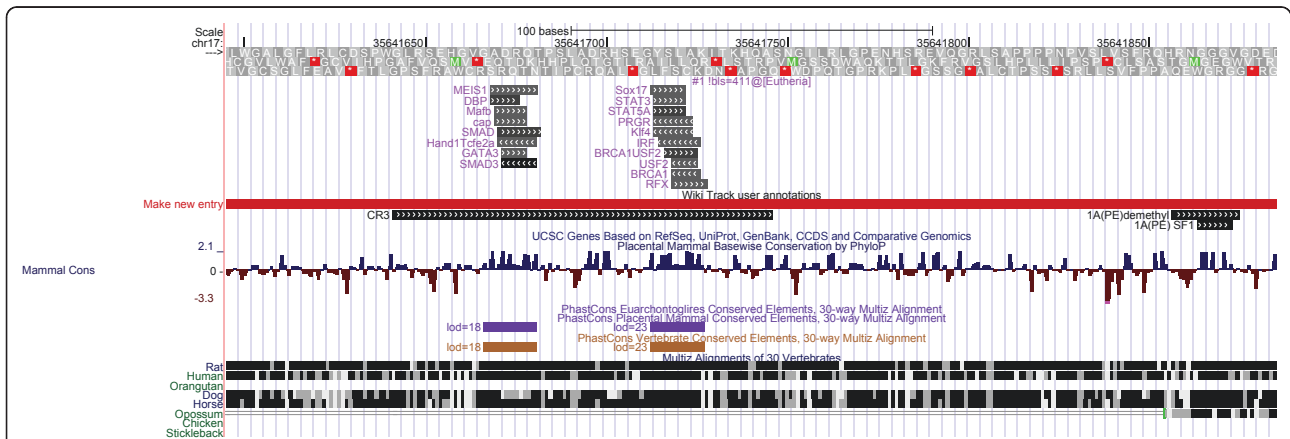 Scale
100 bases
chr17:
35641650
35641700
35641750
35641800
35641850
--->
#1 !bls=411@[Eutheria]
MEIS1
DBP
Mafb
cap
SMAD
Hand1Tcfe2a
GATA3
SMAD3
Sox17
STAT3
STAT5A
PRGR
Klf4
IRF
BRCA1USF2
USF2
BRCA1
RFX
Wiki Track user annotations
Make new entry
CR3
1A(PE)demethyl
1A(PE) SF1
UCSC Genes Based on RefSeq, UniProt, GenBank, CCDS and Comparative Genomics
Placental Mammal Basewise Conservation by PhyloP
2.1
Mammal Cons
0
-3.3
PhastCons Euarchontoglires Conserved Elements, 30-way Multiz Alignment
PhastCons Placental Mammal Conserved Elements, 30-way Multiz Alignment
lod=18
lod=23
PhastCons Vertebrate Conserved Elements, 30-way Multiz Alignment
lod=18
lod=23
Multiz Alignments of 30 Vertebrates
Rat
Human
Orangutan
Dog
Horse
Opossum
Chicken
Stickleback